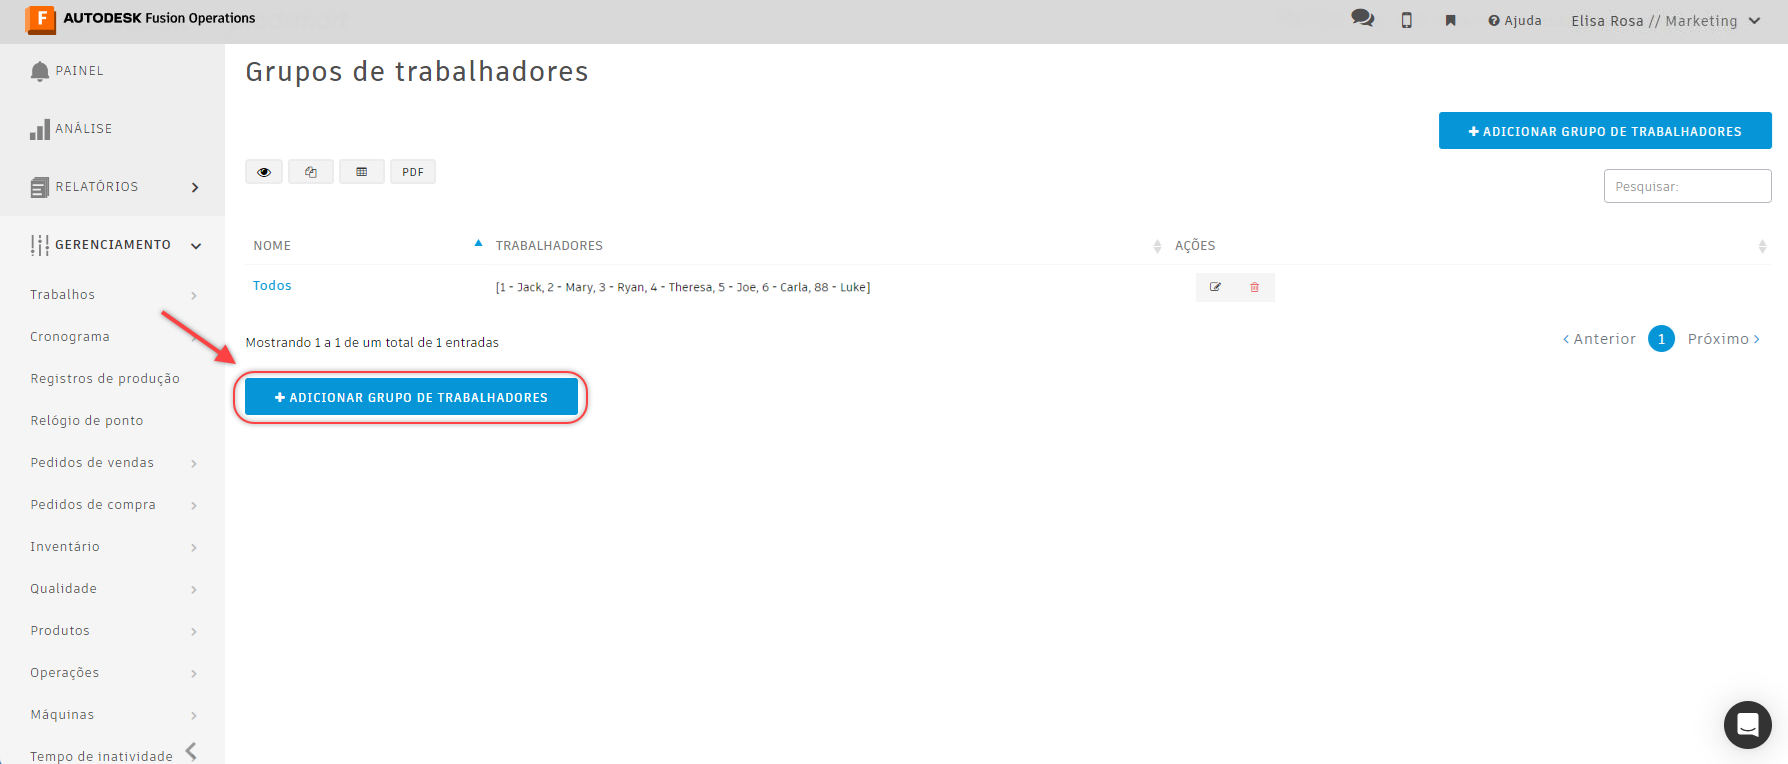 AUTODESK Fusion Operations
Ajuda
Elisa Rosa // Marketing
PAINEL
ANÁLISE
RELATÓRIOS
GERENCIAMENTO
Trabalhos
Cronograma
Registros de produção
Relógio de ponto
Pedidos de vendas
Pedidos de compra
Inventário
Qualidade
Produtos
Operações
Máquinas
Tempo de inatividade
Grupos de trabalhadores
+ ADICIONAR GRUPO DE TRABALHADORES
PDF
Pesquisar:
NOME TRABALHADORES AÇÕES
Todos [1 - Jack, 2 - Mary, 3 - Ryan, 4 - Theresa, 5 - Joe, 6 - Carla, 88 - Luke]
Mostrando 1 a 1 de um total de 1 entradas
< Anterior 1 Próximo >
+ ADICIONAR GRUPO DE TRABALHADORES